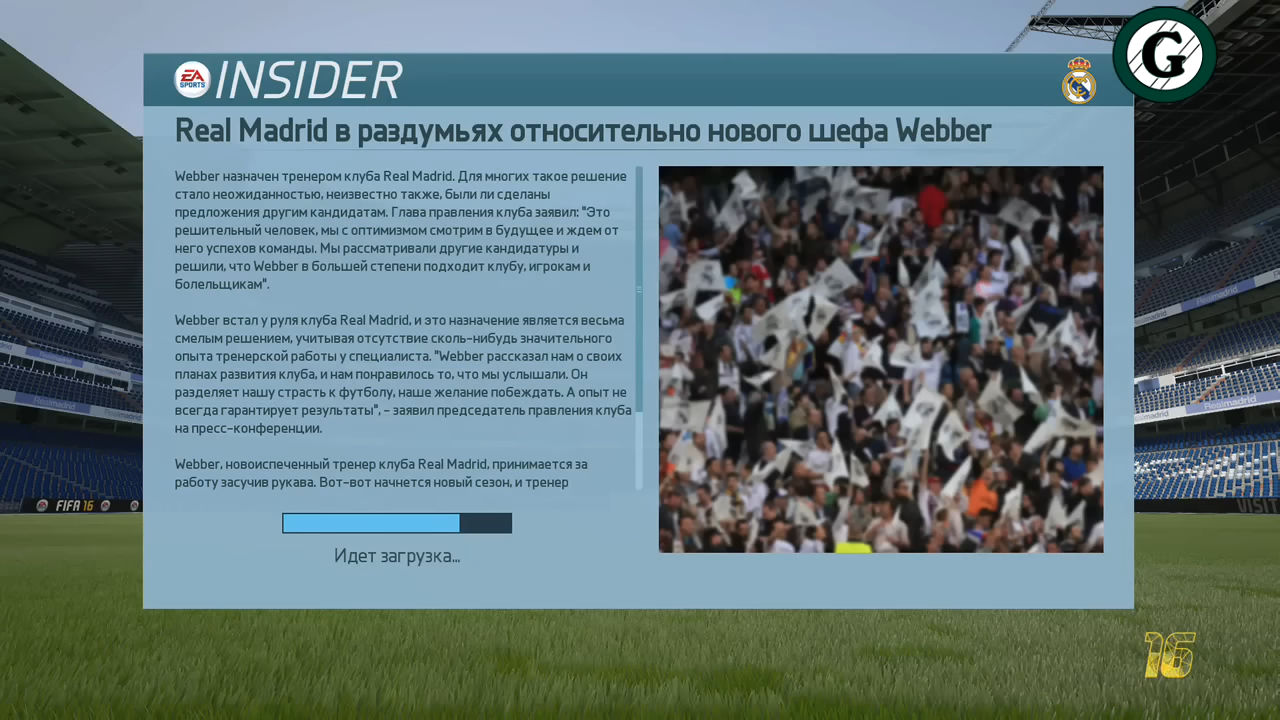 G
EA
SPORTS
INSIDER
Real Madrid в раздумьях относительно нового шефа Webber
Webber назначен тренером клуба Real Madrid. Для многих такое решение
стало неожиданностью, неизвестно также, были ли сделаны
предложения другим кандидатам. Глава правления клуба заявил: "Это
решительный человек, мы с оптимизмом смотрим в будущее и ждем от
него успехов команды. Мы рассматривали другие кандидатуры и
решили, что Webber в большей степени подходит клубу, игрокам и
болельщикам".
Webber встал у руля клуба Real Madrid, и это назначение является весьма
смелым решением, учитывая отсутствие сколь-нибудь значительного
опыта тренерской работы у специалиста. "Webber рассказал нам о своих
планах развития клуба, и нам понравилось то, что мы услышали. Он
разделяет нашу страсть к футболу, наше желание побеждать. А опыт не
всегда гарантирует результаты", - заявил председатель правления клуба
на пресс-конференции.
Webber, новоиспеченный тренер клуба Real Madrid, принимается за
работу засучив рукава. Вот-вот начнется новый сезон, и тренер
Идет загрузка...
FIFA 16
Realmadrid
Realmadrid
VISIT
16